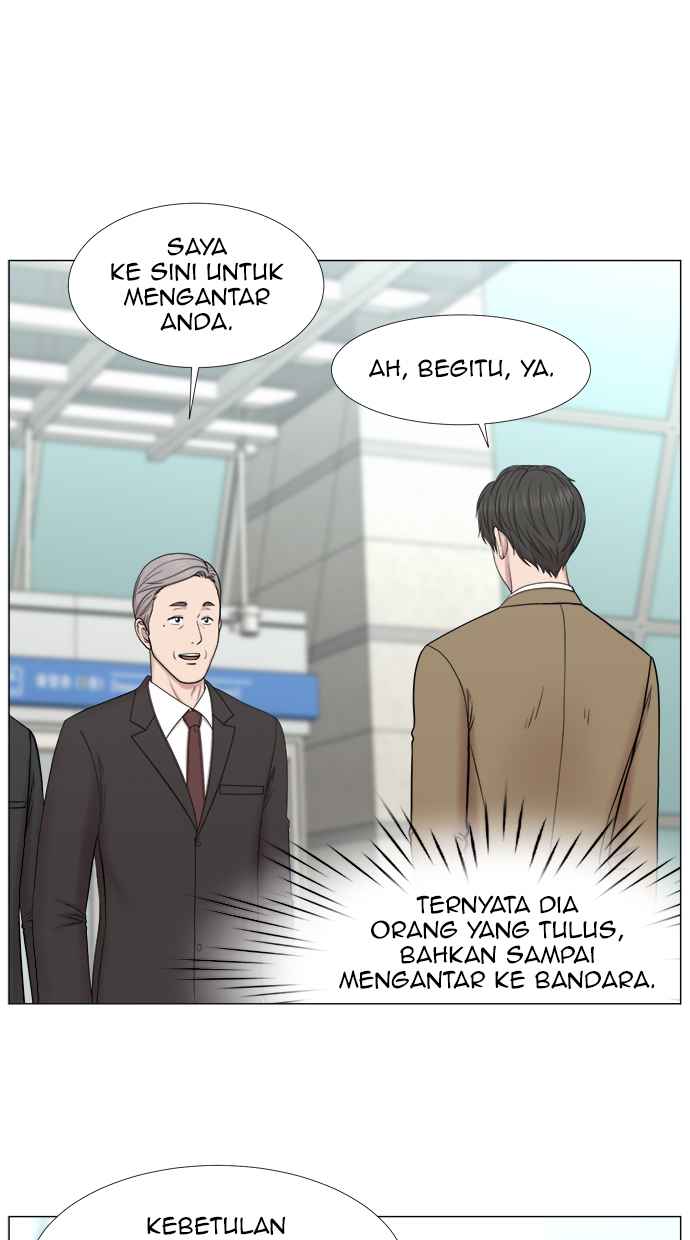 SAYA
KE SINI UNTUK
MENGANTAR
ANDA.
AH, BEGITU, YA.
TERNYATA DIA
ORANG YANG TULUS,
BAHKAN SAMPAI
MENGANTAR KE BANDARA.
KEBETULAN